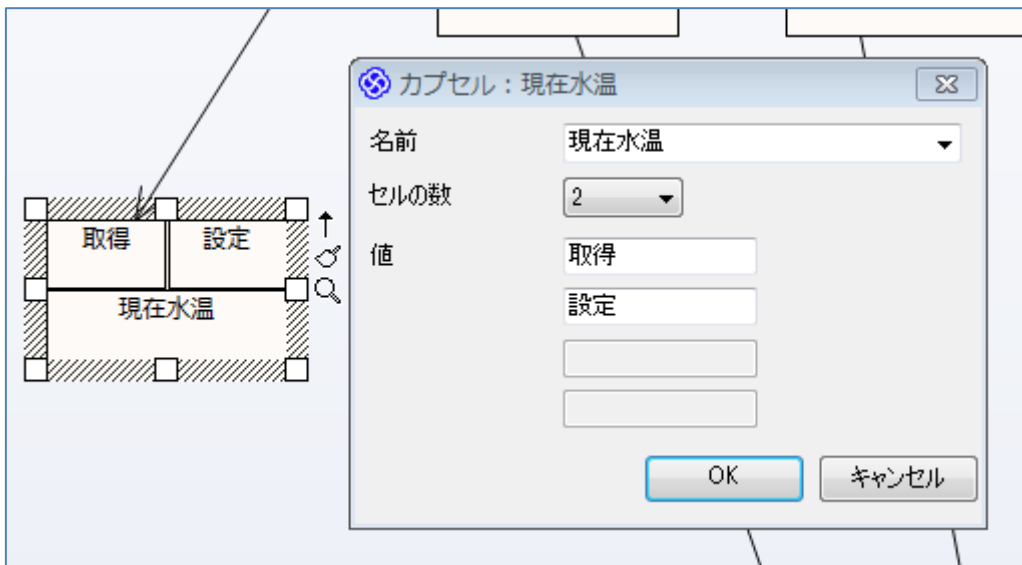 取得 設定
現在水温
カプセル:現在水温
名前 現在水温
セルの数 2
値 取得
設定
OK キャンセル